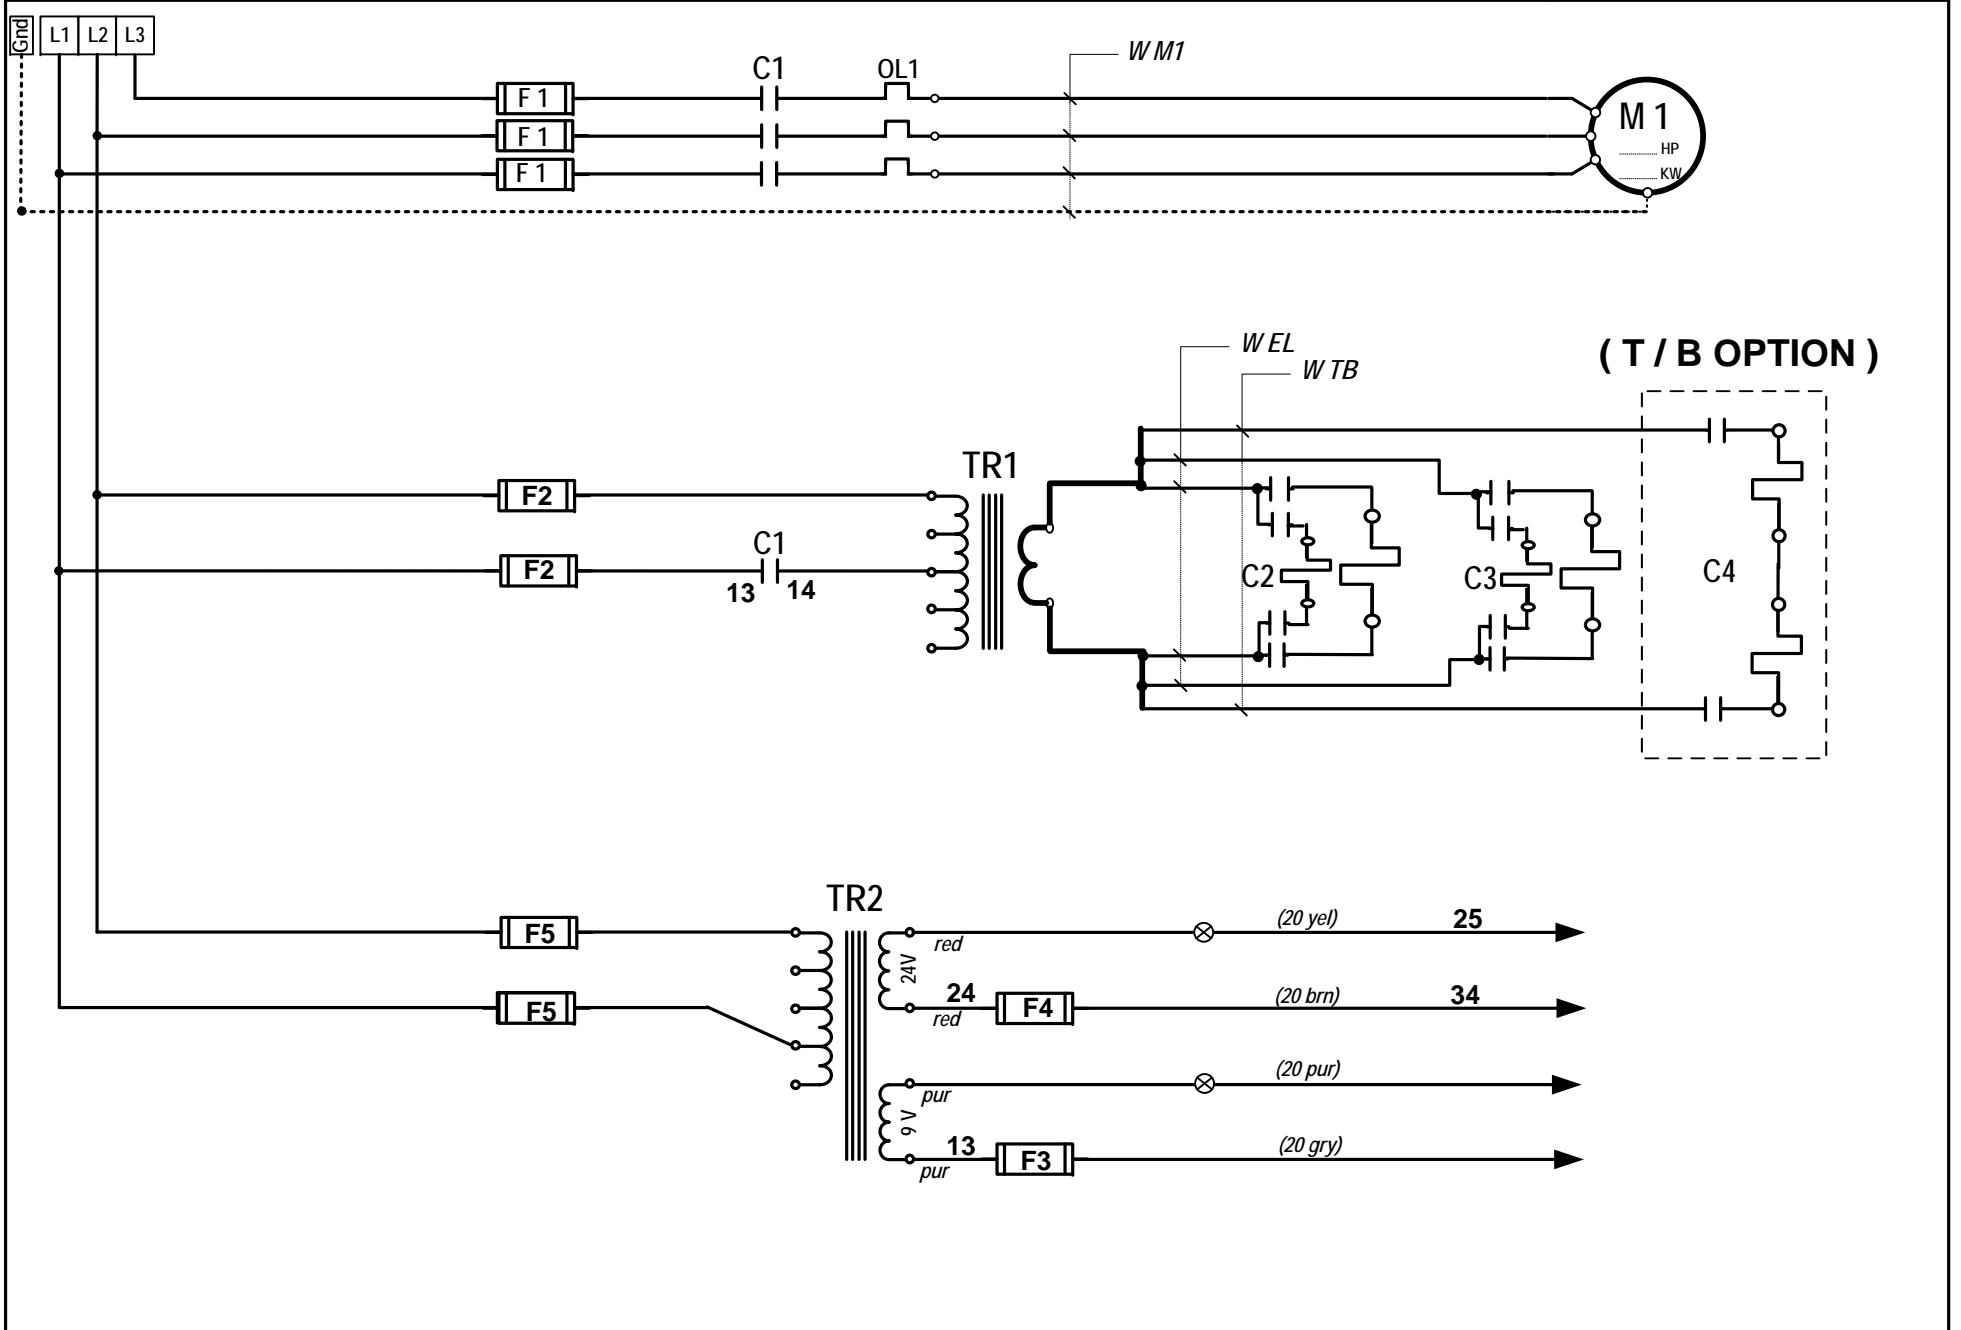 Gnd L1 L2 L3
W M1
C1 OL1
F 1
F 1
F 1
M 1
HP
KW
W EL
W TB
( T / B OPTION )
TR1
F2
C1
F2
13 14
C2 C3 C4
TR2
F5
red
24V
(20 yel) 25
F5
24
red
F4
(20 brn) 34
pur
9 V
(20 pur)
13
pur
F3
(20 gry)